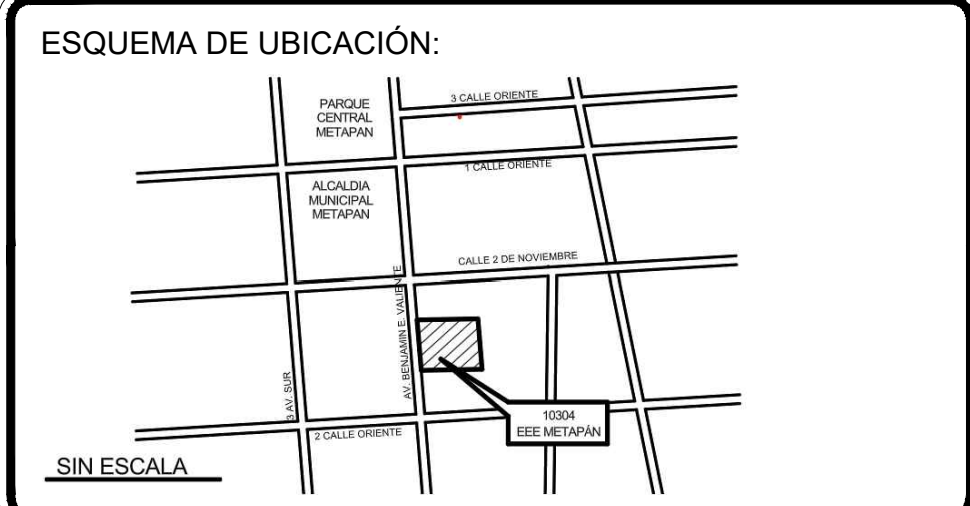 ESQUEMA DE UBICACIÓN:
PARQUE
CENTRAL
METAPAN
3 CALLE ORIENTE
1 CALLE ORIENTE
ALCALDIA
MUNICIPAL
METAPAN
CALLE 2 DE NOVIEMBRE
AV. BENJAMIN E. VALIENTE
3 AV. SUR
10304
EEE METAPÁN
2 CALLE ORIENTE
SIN ESCALA